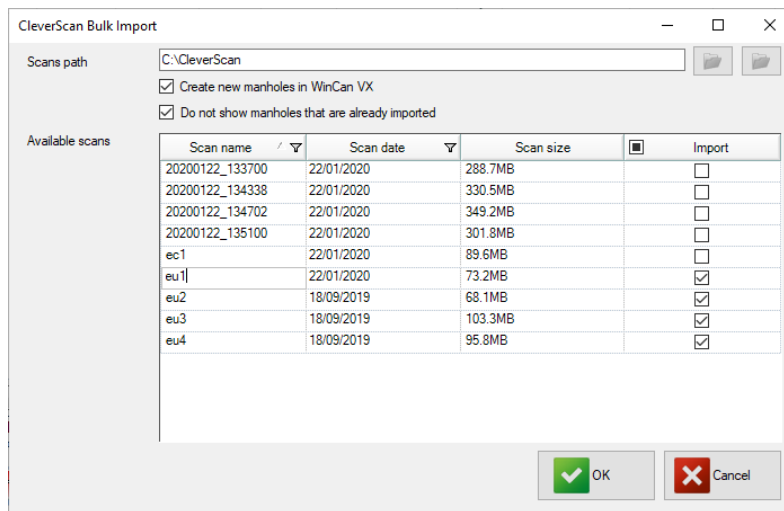 CleverScan Bulk Import
Scans path C:\CleverScan
Create new manholes in WinCan VX
Do not show manholes that are already imported
Available scans
Scan name Scan date Scan size Import
20200122_133700 22/01/2020 288.7MB
20200122_134338 22/01/2020 330.5MB
20200122_134702 22/01/2020 349.2MB
20200122_135100 22/01/2020 301.8MB
ec1 22/01/2020 89.6MB
eu1 22/01/2020 73.2MB
eu2 18/09/2019 68.1MB
eu3 18/09/2019 103.3MB
eu4 18/09/2019 95.8MB
OK Cancel